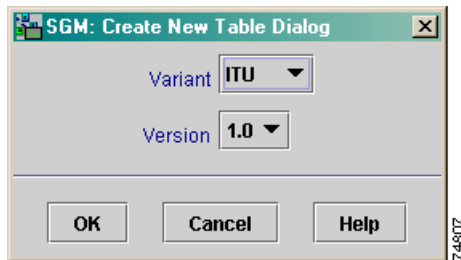 SGM: Create New Table Dialog
Variant ITU
Version 1.0
OK Cancel Help
74807